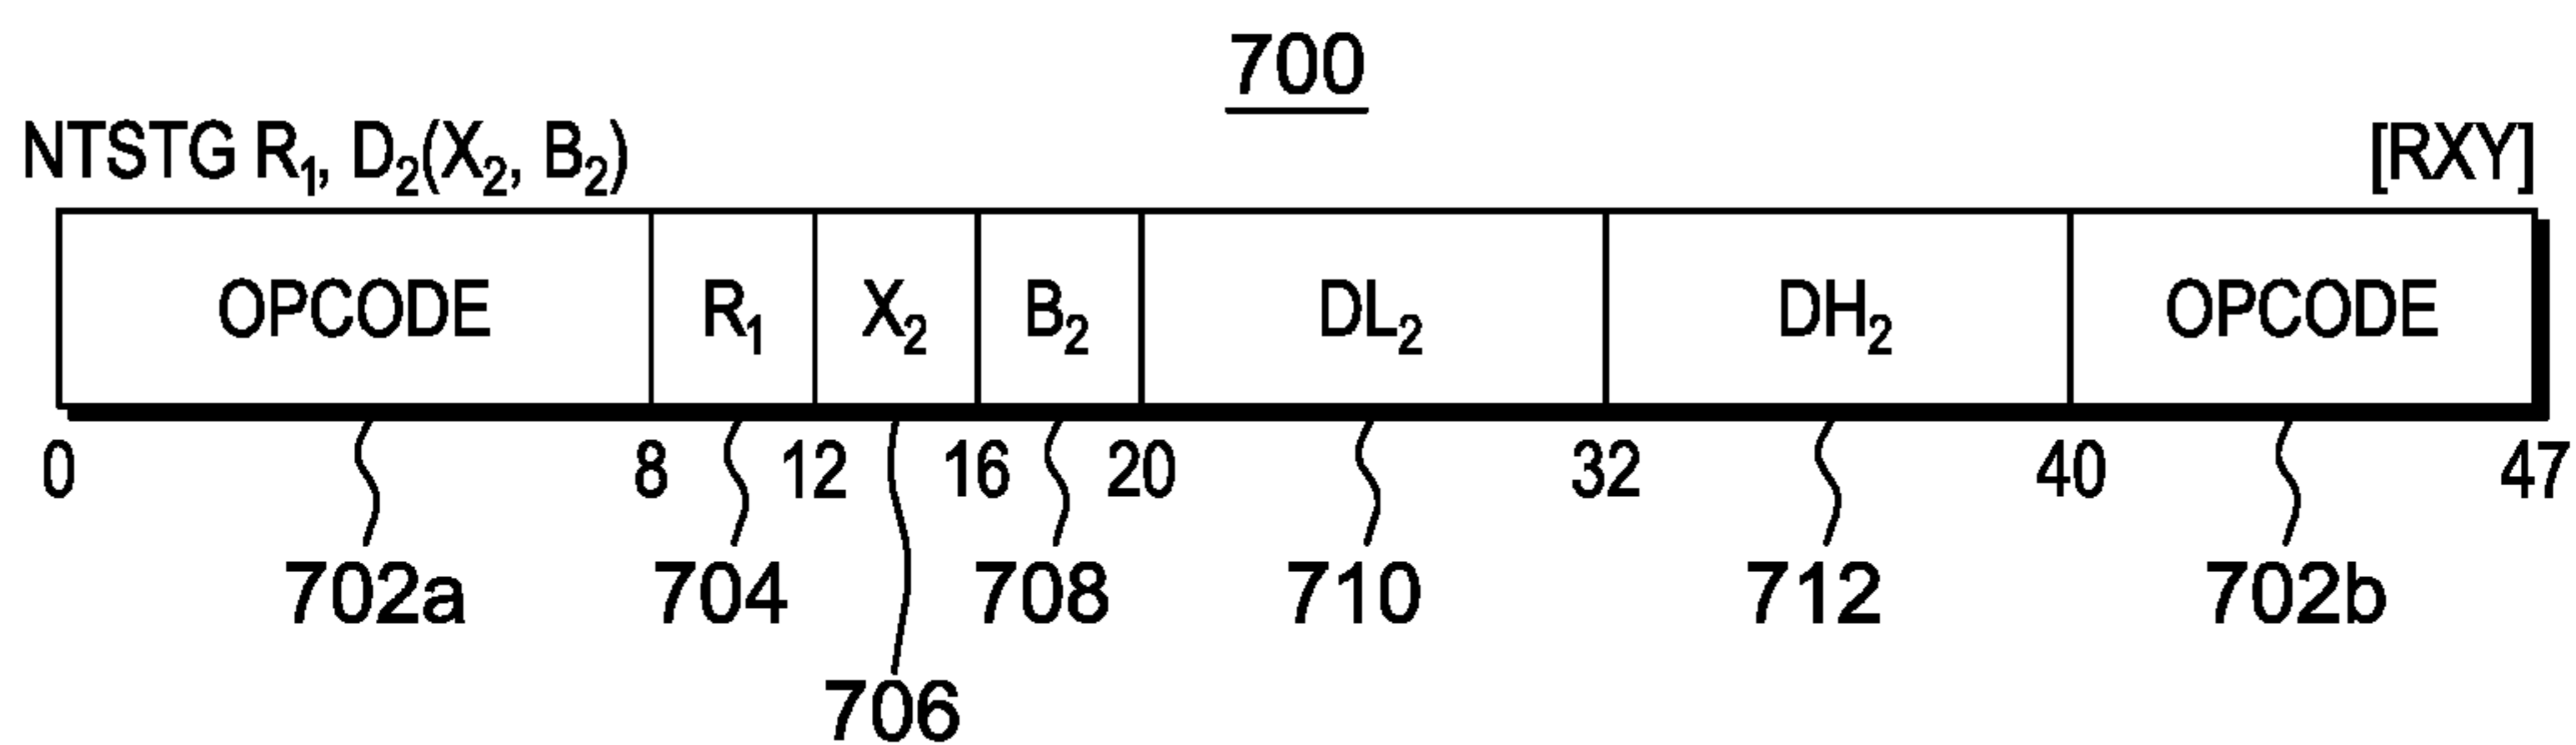 700
NTSTG R₁, D₂(X₂, B₂) [RXY]
OPCODE R₁ X₂ B₂ DL₂ DH₂ OPCODE
0 8 12 16 20 32 40 47
702a 704 708 710 712 702b
706